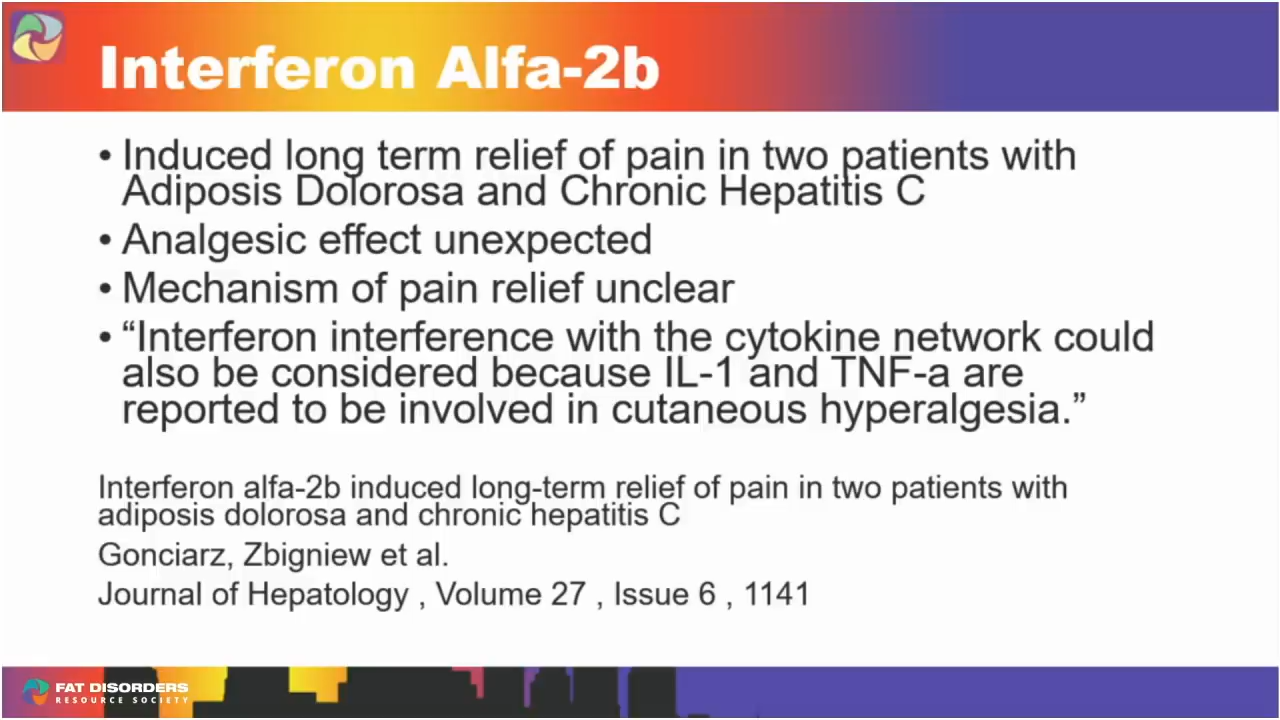 Interferon Alfa-2b
• Induced long term relief of pain in two patients with
Adiposis Dolorosa and Chronic Hepatitis C
• Analgesic effect unexpected
• Mechanism of pain relief unclear
• “Interferon interference with the cytokine network could
also be considered because IL-1 and TNF-a are
reported to be involved in cutaneous hyperalgesia.”
Interferon alfa-2b induced long-term relief of pain in two patients with
adiposis dolorosa and chronic hepatitis C
Gonciarz, Zbigniew et al.
Journal of Hepatology , Volume 27 , Issue 6 , 1141
FAT DISORDERS
RESOURCE SOCIETY